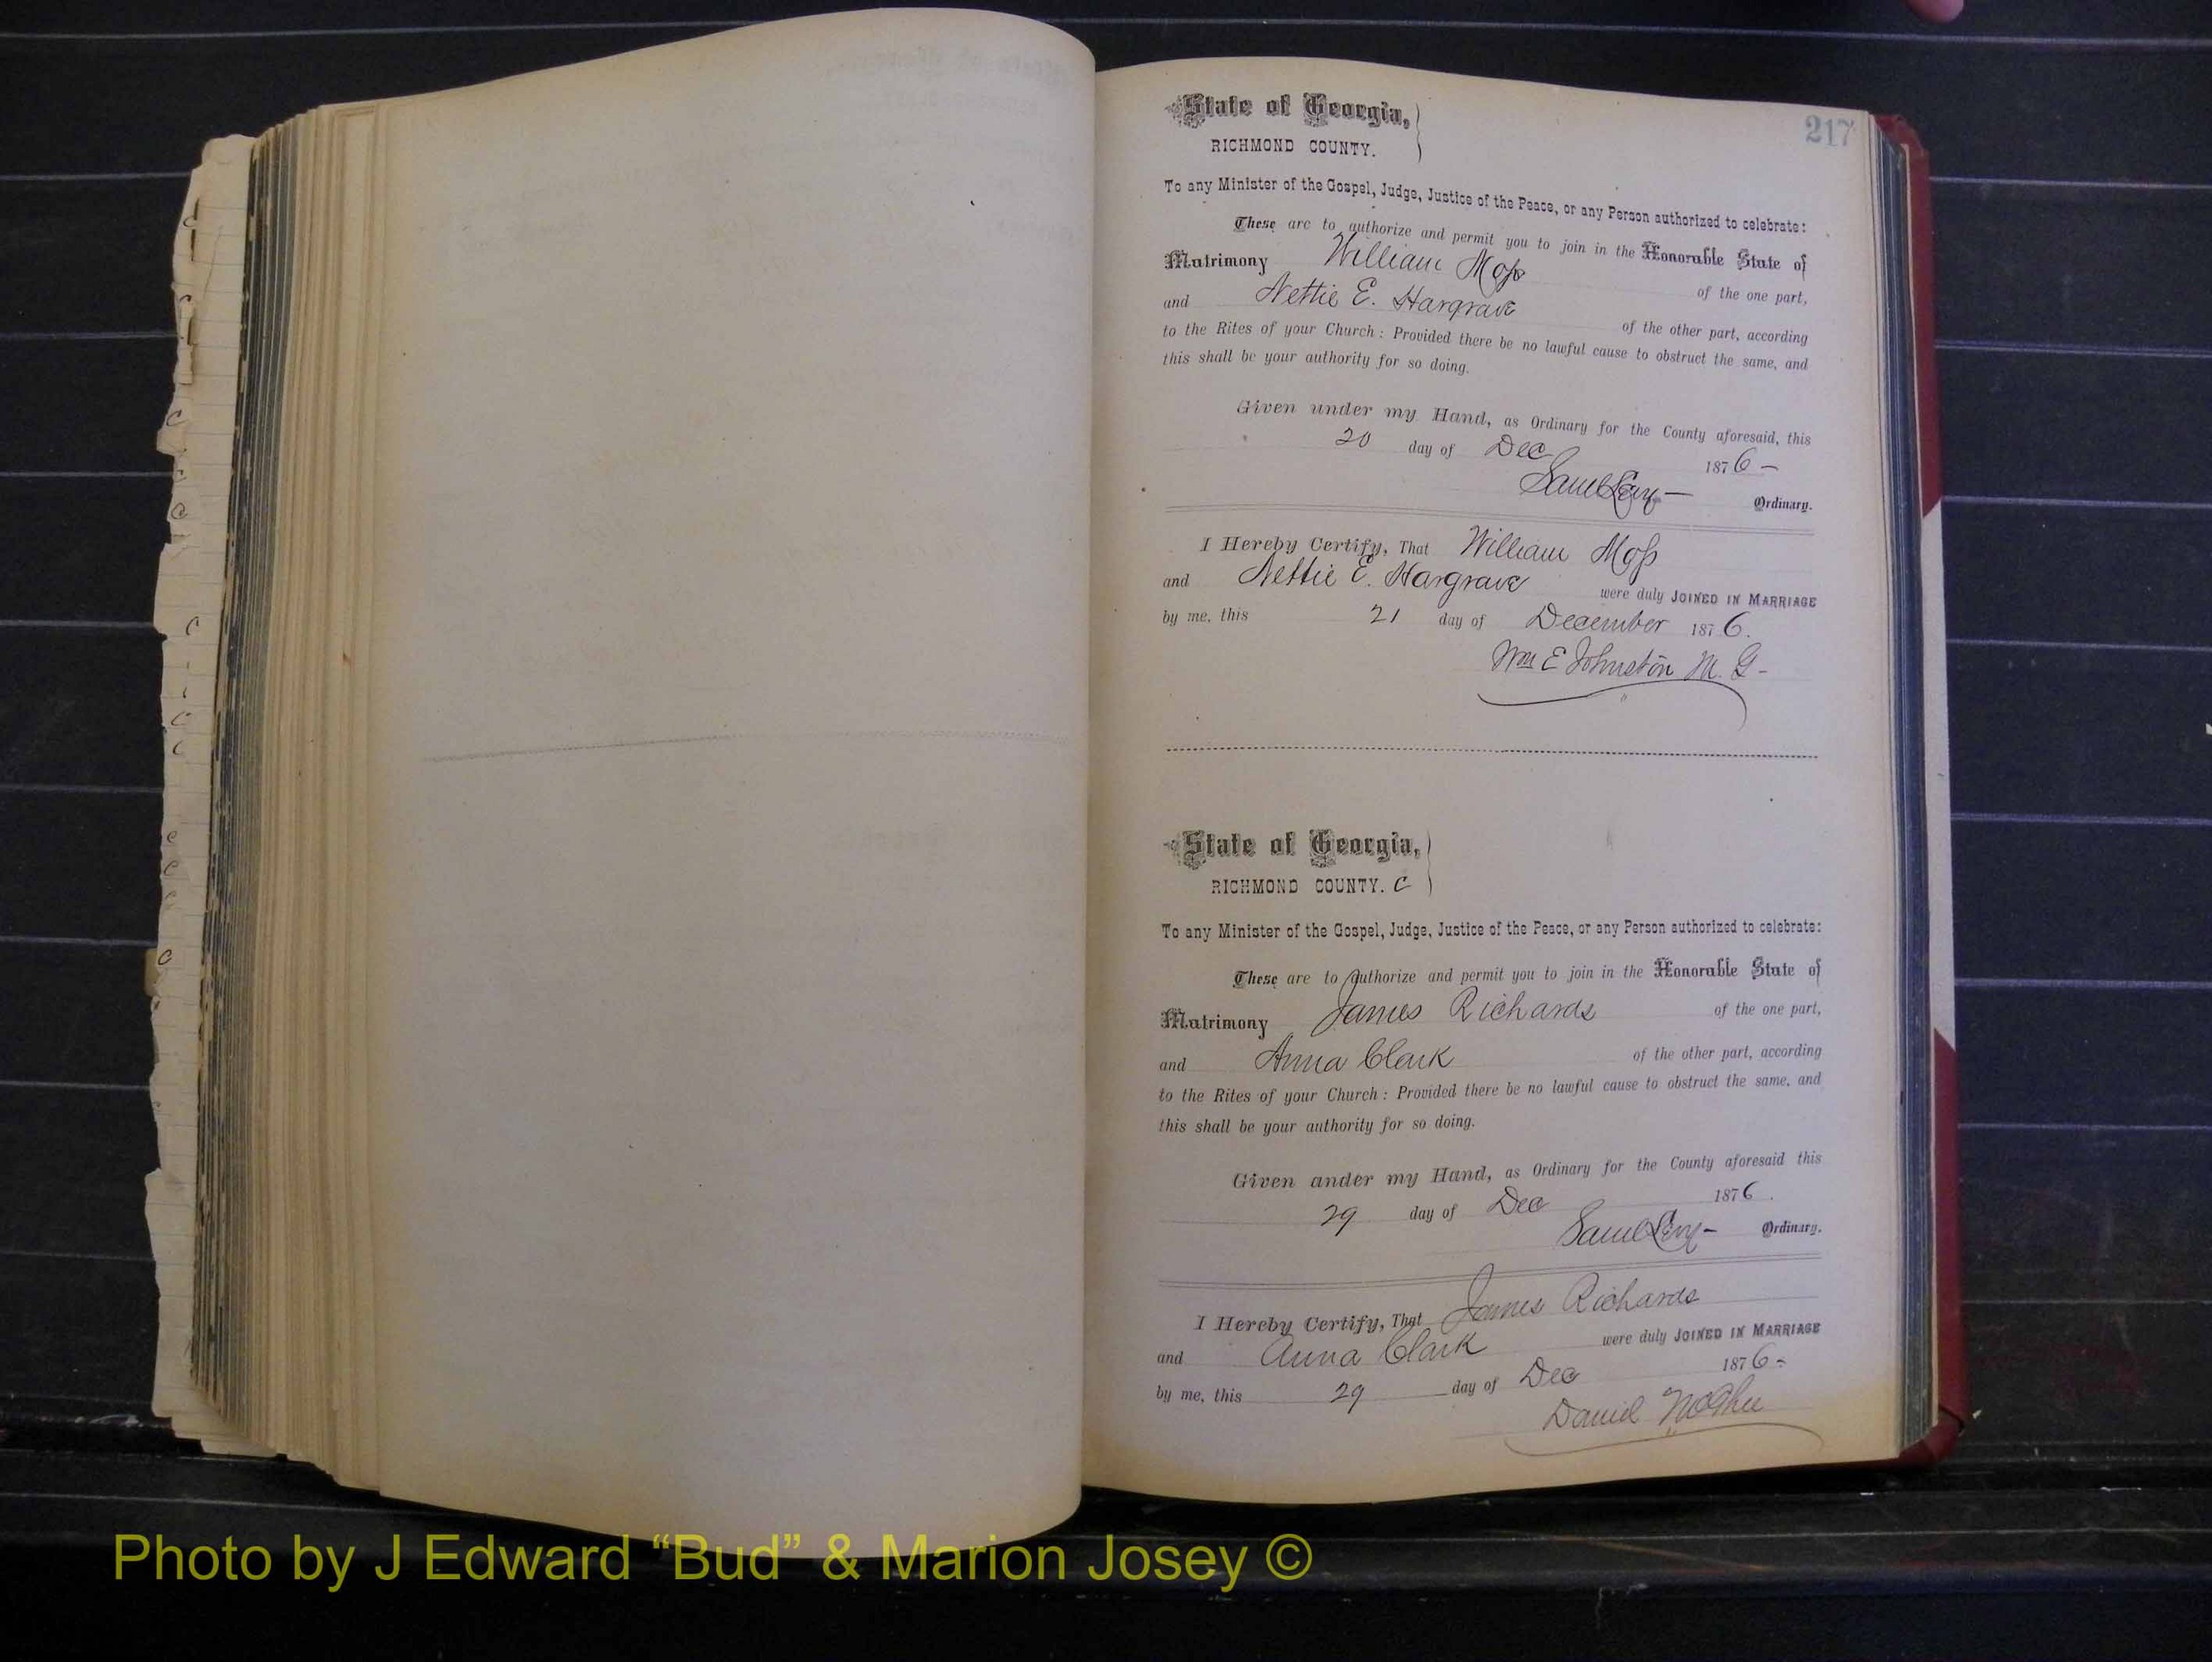 217
State of Georgia,
RICHMOND COUNTY.
To any Minister of the Gospel, Judge, Justice of the Peace, or any Person authorized to celebrate:
These are to authorize and permit you to join in the Honorable State of
Matrimony William Moss of the one part,
and Nettie E. Hargrave of the other part, according
to the Rites of your Church: Provided there be no lawful cause to obstruct the same, and
this shall be your authority for so doing.
Given under my Hand, as Ordinary for the County aforesaid, this
20 day of Dec 1876 -
Saml Levy - Ordinary.
I Hereby Certify, That William Moss
and Nettie E. Hargrave were duly JOINED IN MARRIAGE
by me, this 21 day of December 1876.
Wm E Johnston M. G -
State of Georgia,
RICHMOND COUNTY. C
To any Minister of the Gospel, Judge, Justice of the Peace, or any Person authorized to celebrate:
These are to authorize and permit you to join in the Honorable State of
Matrimony James Richards of the one part,
and Anna Clark of the other part, according
to the Rites of your Church: Provided there be no lawful cause to obstruct the same, and
this shall be your authority for so doing.
Given under my Hand, as Ordinary for the County aforesaid this
29 day of Dec 1876.
Saml Levy - Ordinary.
I Hereby Certify, That James Richards
and Anna Clark were duly JOINED IN MARRIAGE
by me, this 29 day of Dec 1876 -
Daniel
Photo by J Edward “Bud” & Marion Josey ©